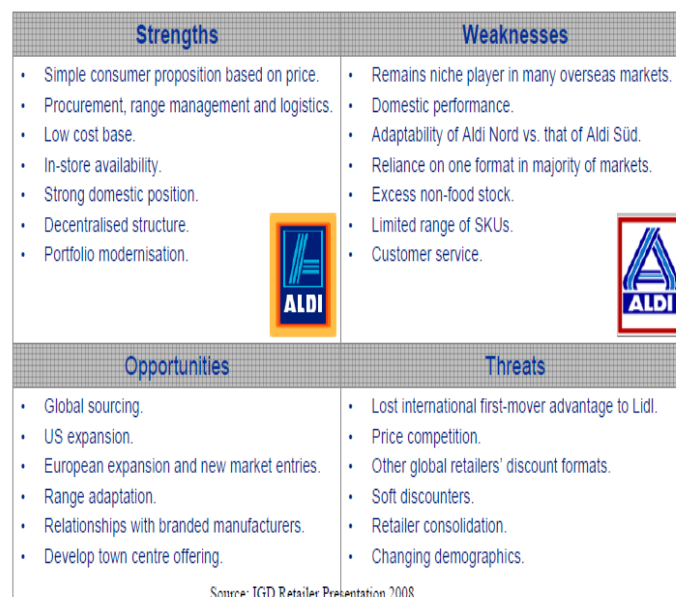 Strengths
• Simple consumer proposition based on price.
• Procurement, range management and logistics.
• Low cost base.
• In-store availability.
• Strong domestic position.
• Decentralised structure.
• Portfolio modernisation.
ALDI
Weaknesses
• Remains niche player in many overseas markets.
• Domestic performance.
• Adaptability of Aldi Nord vs. that of Aldi Süd.
• Reliance on one format in majority of markets.
• Excess non-food stock.
• Limited range of SKUs.
• Customer service.
ALDI
Opportunities
• Global sourcing.
• US expansion.
• European expansion and new market entries.
• Range adaptation.
• Relationships with branded manufacturers.
• Develop town centre offering.
Threats
• Lost international first-mover advantage to Lidl.
• Price competition.
• Other global retailers' discount formats.
• Soft discounters.
• Retailer consolidation.
• Changing demographics.
Source: IGD Retailer Presentation 2008